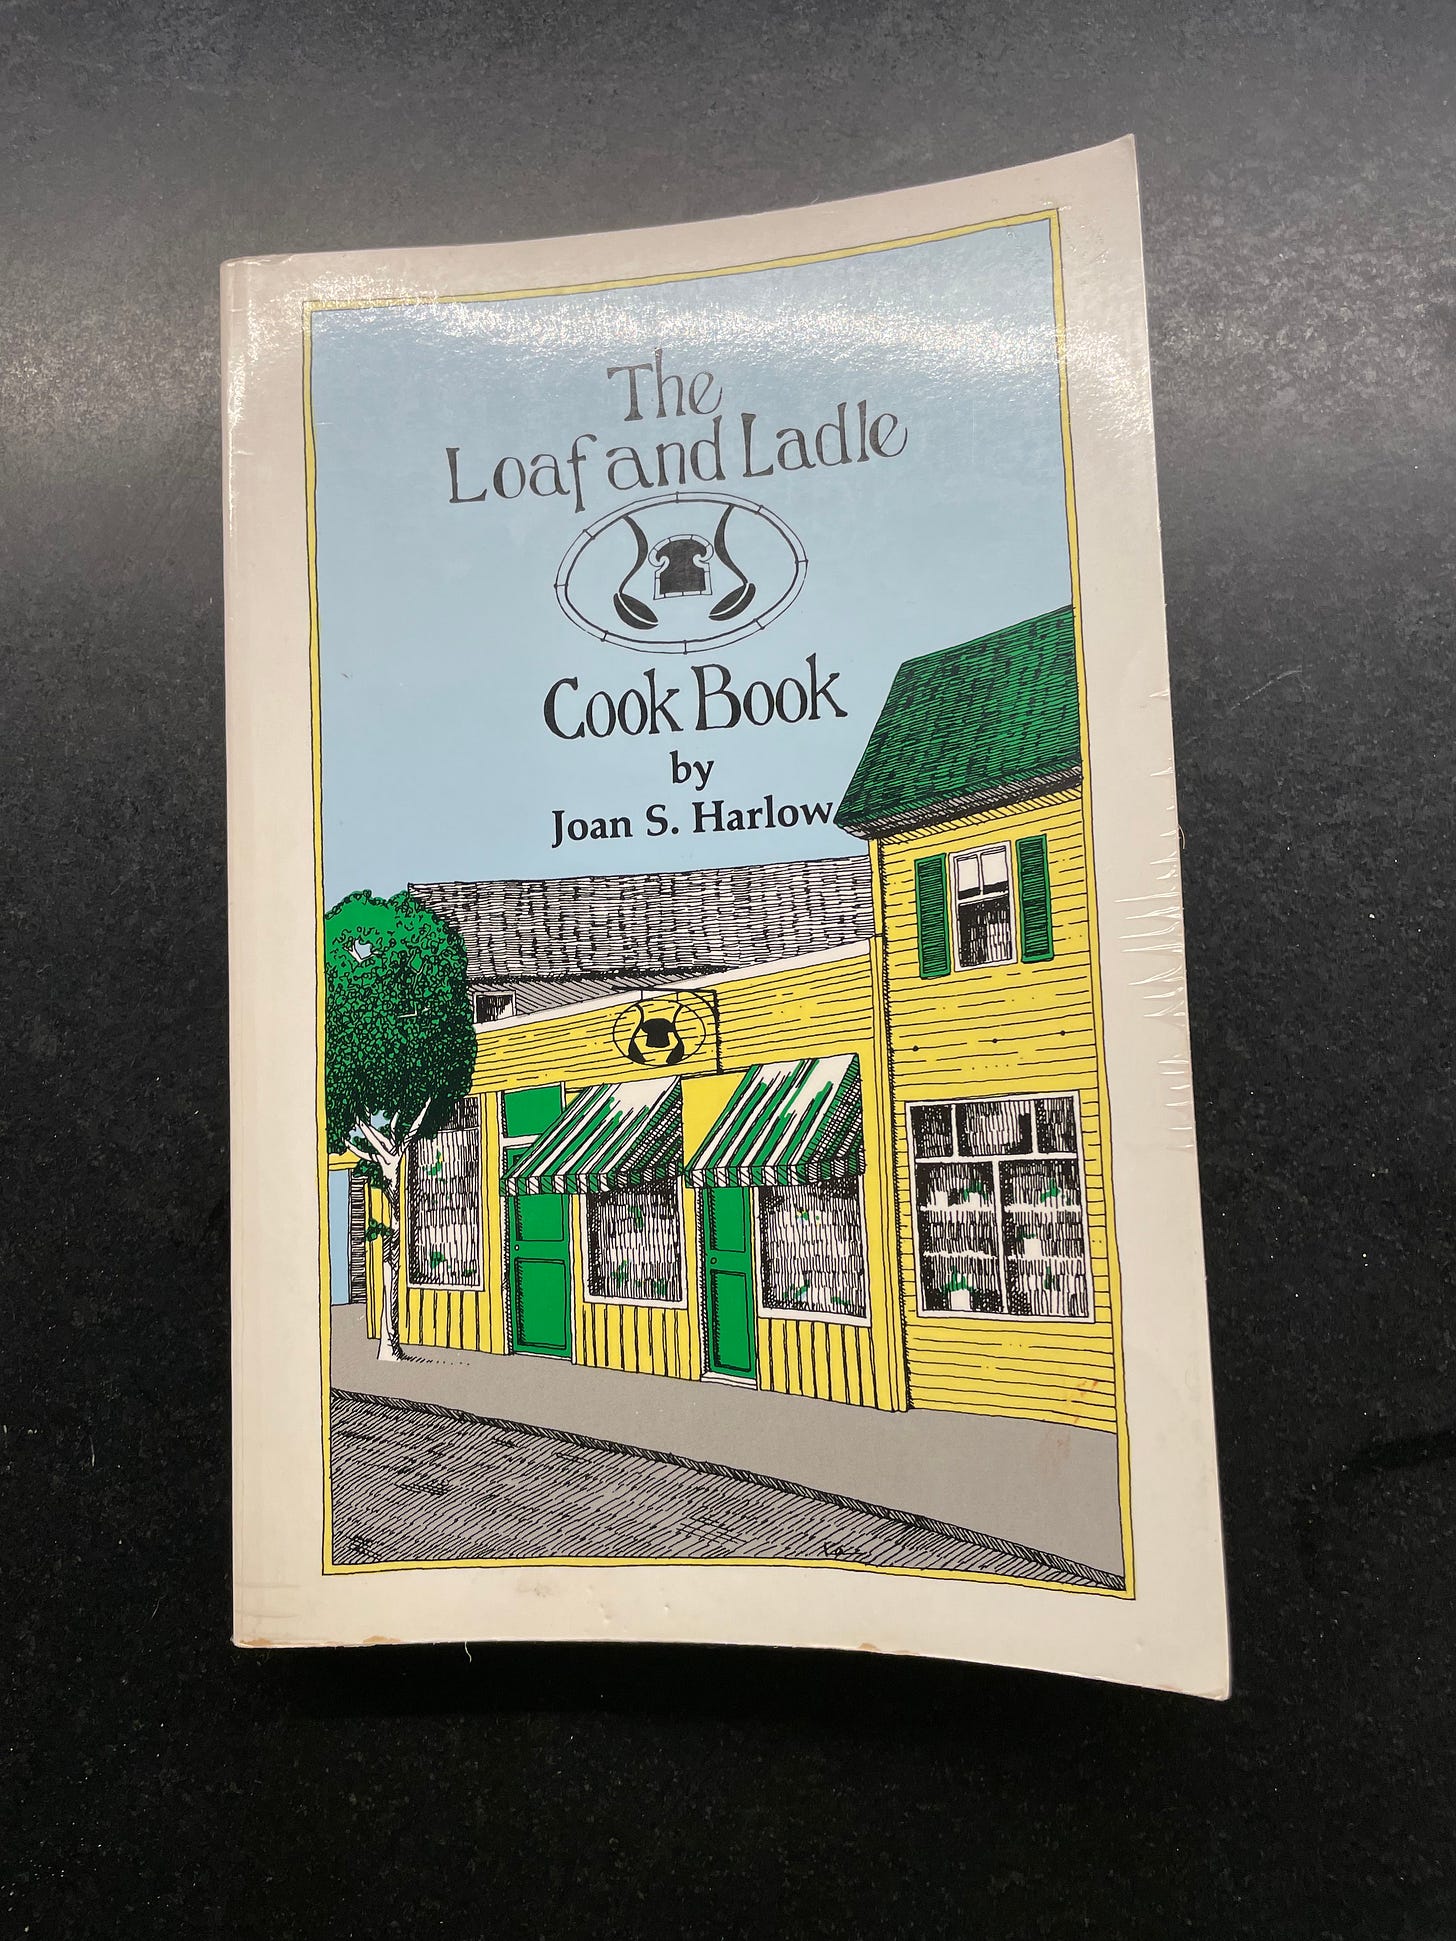 The
Loaf and Ladle
Cook Book
by
Joan S. Harlow